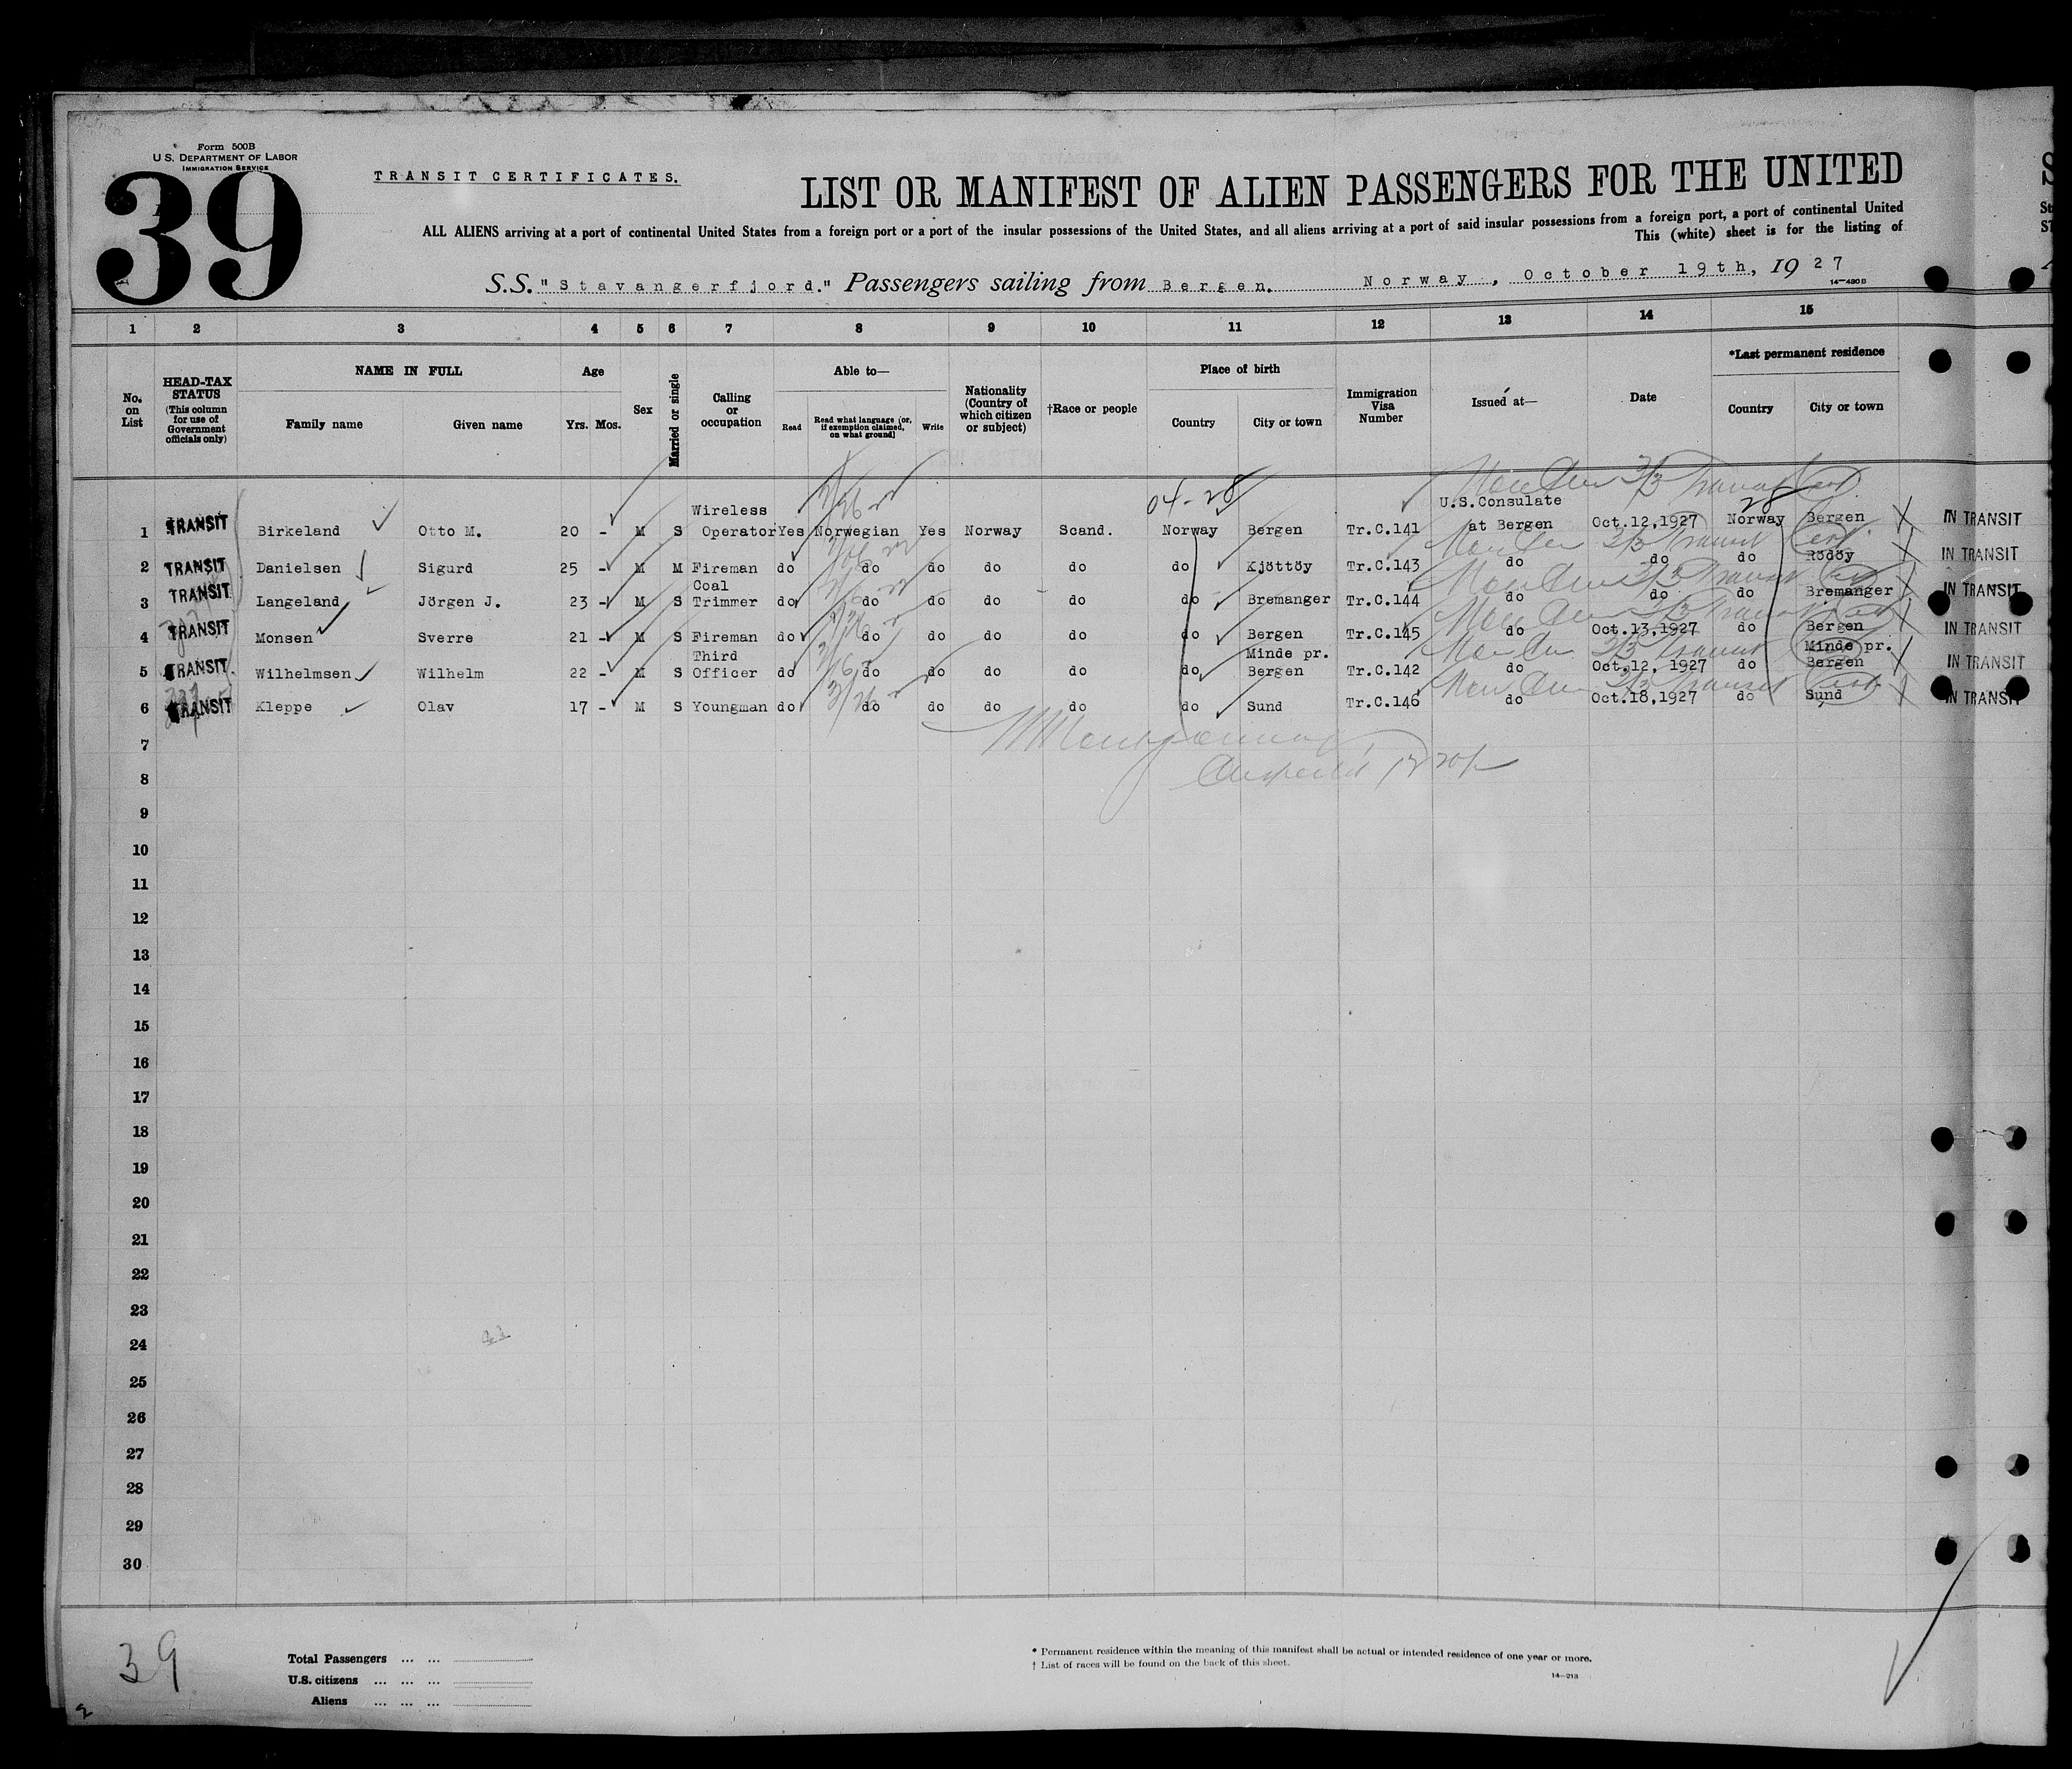 Form 500B
U.S. DEPARTMENT OF LABOR
IMMIGRATION SERVICE
39
TRANSIT CERTIFICATES.
LIST OR MANIFEST OF ALIEN PASSENGERS FOR THE UNITED
ALL ALIENS arriving at a port of continental United States from a foreign port or a port of the insular possessions of the United States, and all aliens arriving at a port of said insular possessions from a foreign port, a port of continental United
This (white) sheet is for the listing of
S.S. "Stavangerfjord." Passengers sailing from Bergen. Norway, October 19th, 1927
14—430B
1 2 3 4 5 6 7 8 9 10 11 12 13 14 15
No. on List
HEAD-TAX STATUS (This column for use of Government officials only)
NAME IN FULL
Family name Given name
Age
Yrs. Mos.
Sex
Married or single
Calling or occupation
Able to—
Read Read what language (or, if exemption claimed, on what ground) Write
Nationality (Country of which citizen or subject)
†Race or people
Place of birth
Country City or town
Immigration Visa Number
Issued at—
Date
*Last permanent residence
Country City or town
04-28
28
1 TRANSIT Birkeland Otto M. 20 - M S Wireless Operator Yes Norwegian Yes Norway Scand. Norway Bergen Tr.C.141 U.S.Consulate at Bergen Oct.12,1927 Norway Bergen IN TRANSIT
2 TRANSIT Danielsen Sigurd 25 - M M Fireman do do do do do do Kjöttöy Tr.C.143 do do do Rödöy IN TRANSIT
3 TRANSIT Langeland Jörgen J. 23 - M S Coal Trimmer do do do do do do Bremanger Tr.C.144 do do do Bremanger IN TRANSIT
4 TRANSIT Monsen Sverre 21 - M S Fireman do do do do do do Bergen Tr.C.145 do Oct.13,1927 do Bergen IN TRANSIT
5 TRANSIT Wilhelmsen Wilhelm 22 - M S Third Officer do do do do do do Minde pr. Bergen Tr.C.142 do Oct.12, 1927 do Minde pr. Bergen IN TRANSIT
6 TRANSIT Kleppe Olav 17 - M S Youngman do do do do do do Sund Tr.C.146 do Oct.18,1927 do Sund IN TRANSIT
7
8
9
10
11
12
13
14
15
16
17
18
19
20
21
22
23
24
25
26
27
28
29
30
39
Total Passengers ... ...
U.S. citizens ... ... ...
Aliens ... ... ...
* Permanent residence within the meaning of this manifest shall be actual or intended residence of one year or more.
† List of races will be found on the back of this sheet.
14—213